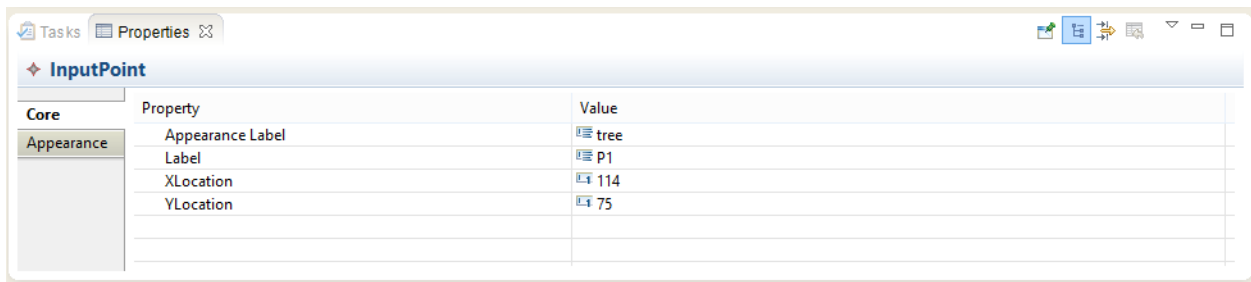 Tasks Properties
InputPoint
Core
Appearance
Property Value
Appearance Label tree
Label P1
XLocation 114
YLocation 75